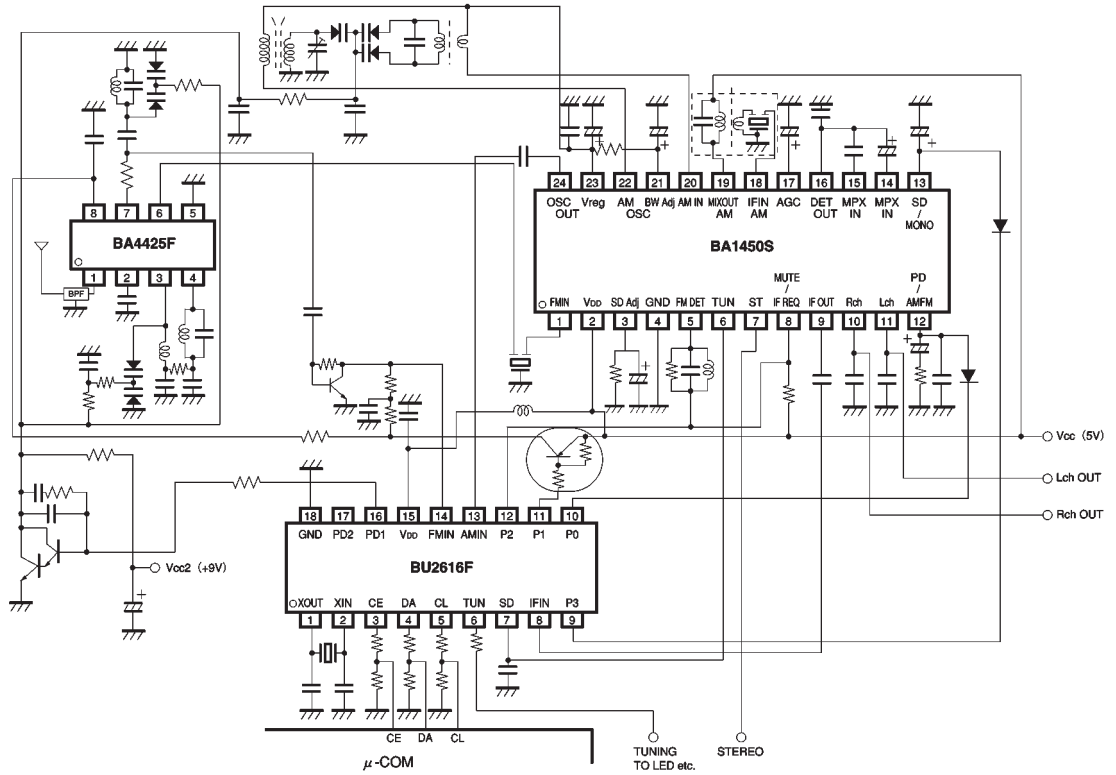 24 23 22 21 20 19 18 17 16 15 14 13
OSC OUT Vreg AM OSC BW Adj AM IN MIXOUT AM IFIN AM AGC DET OUT MPX IN MPX IN SD / MONO
BA1450S
FMIN VDD SD Adj GND FM DET TUN ST MUTE / IF REQ IF OUT Rch Lch PD / AMFM
1 2 3 4 5 6 7 8 9 10 11 12
8 7 6 5
BA4425F
1 2 3 4
BPF
Vcc (5V)
Lch OUT
Rch OUT
Vcc2 (+9V)
18 17 16 15 14 13 12 11 10
GND PD2 PD1 VDD FMIN AMIN P2 P1 P0
BU2616F
XOUT XIN CE DA CL TUN SD IFIN P3
1 2 3 4 5 6 7 8 9
CE DA CL
μ-COM
TUNING
TO LED etc.
STEREO